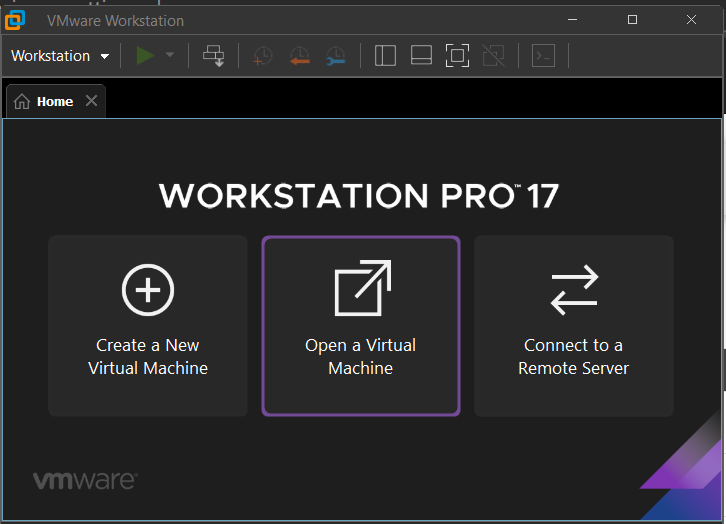 VMware Workstation
Workstation
Home
WORKSTATION PRO™ 17
Create a New
Virtual Machine
Open a Virtual
Machine
Connect to a
Remote Server
vmware®